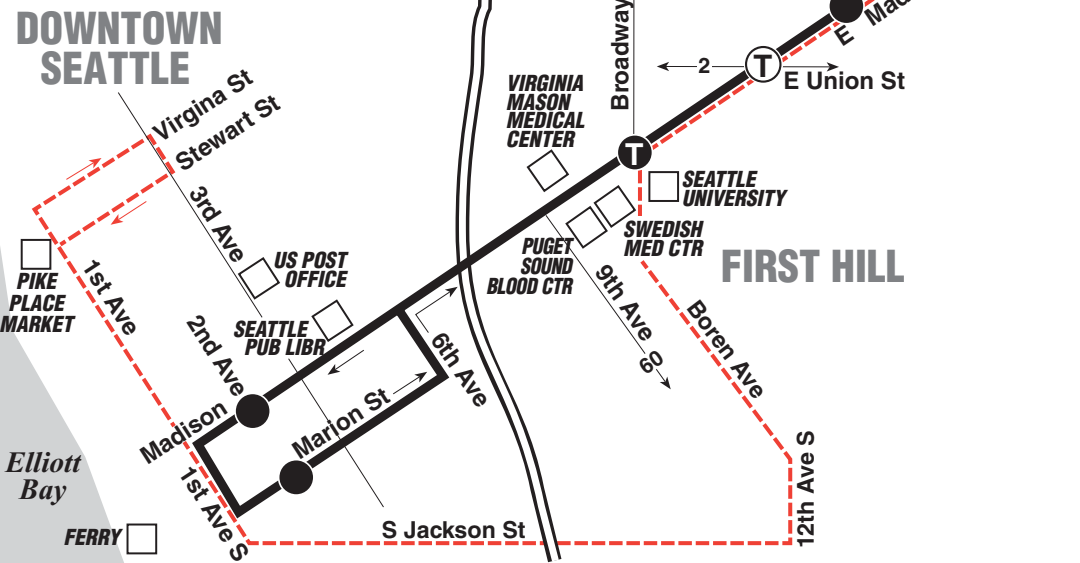 DOWNTOWN
SEATTLE
Virgina St
Stewart St
3rd Ave
1st Ave
2nd Ave
PIKE
PLACE
MARKET
US POST
OFFICE
SEATTLE
PUB LIBR
Madison
Marion St
6th Ave
1st Ave S
Elliott
Bay
FERRY
S Jackson St
VIRGINIA
MASON
MEDICAL
CENTER
Broadway
T
2
T
E Union St
E Mad
SEATTLE
UNIVERSITY
SWEDISH
MED CTR
PUGET
SOUND
BLOOD CTR
FIRST HILL
9th Ave
60
Boren Ave
12th Ave S